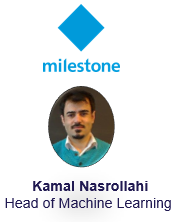 milestone
Kamal Nasrollahi
Head of Machine Learning